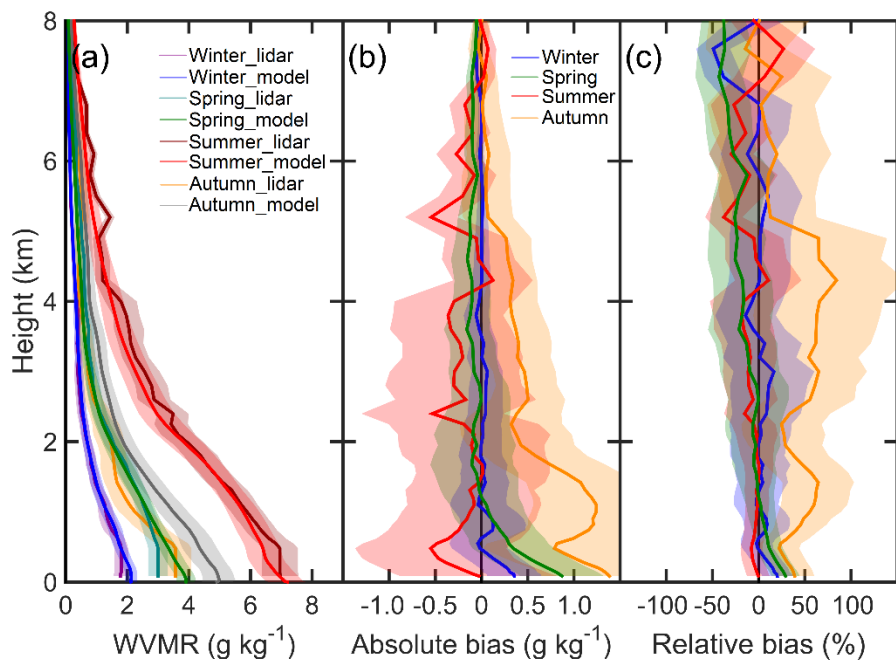 (a)
Winter_lidar
Winter_model
Spring_lidar
Spring_model
Summer_lidar
Summer_model
Autumn_lidar
Autumn_model
(b)
Winter
Spring
Summer
Autumn
(c)
8
6
4
2
0
Height (km)
0 2 4 6 8
WVMR (g kg-1)
-1.0 -0.5 0 0.5 1.0
Absolute bias (g kg-1)
-100 -50 0 50 100
Relative bias (%)